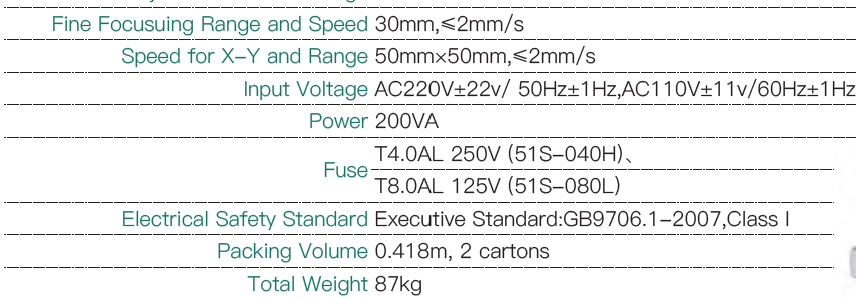 Fine Focusuing Range and Speed 30mm,≤2mm/s
Speed for X-Y and Range 50mm×50mm,≤2mm/s
Input Voltage AC220V±22v/ 50Hz±1Hz,AC110V±11v/60Hz±1Hz
Power 200VA
Fuse T4.0AL 250V (51S-040H)、
T8.0AL 125V (51S-080L)
Electrical Safety Standard Executive Standard:GB9706.1-2007,Class I
Packing Volume 0.418m, 2 cartons
Total Weight 87kg